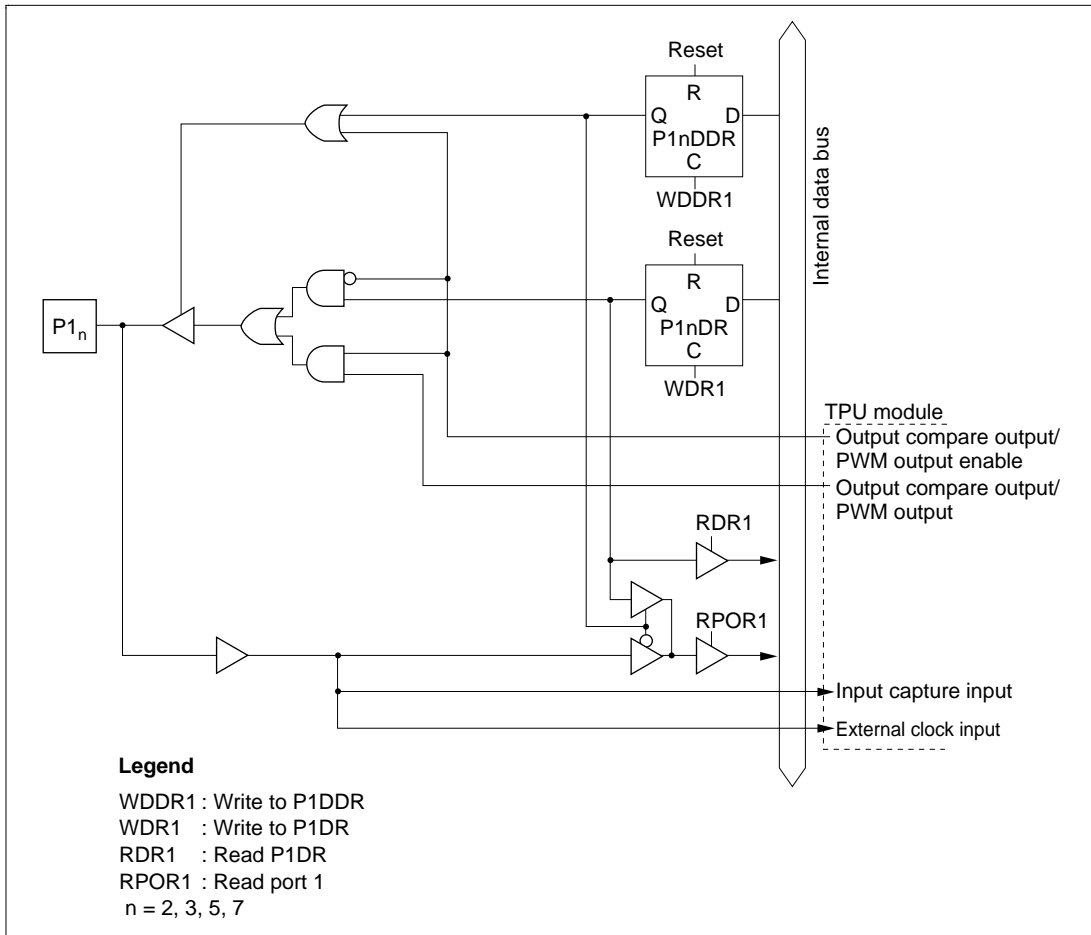 Reset
R
Q D
P1nDDR
C
WDDR1
Reset
R
Q D
P1nDR
C
WDR1
Internal data bus
P1n
TPU module
Output compare output/
PWM output enable
Output compare output/
PWM output
RDR1
RPOR1
Input capture input
External clock input
Legend
WDDR1 : Write to P1DDR
WDR1 : Write to P1DR
RDR1 : Read P1DR
RPOR1 : Read port 1
n = 2, 3, 5, 7